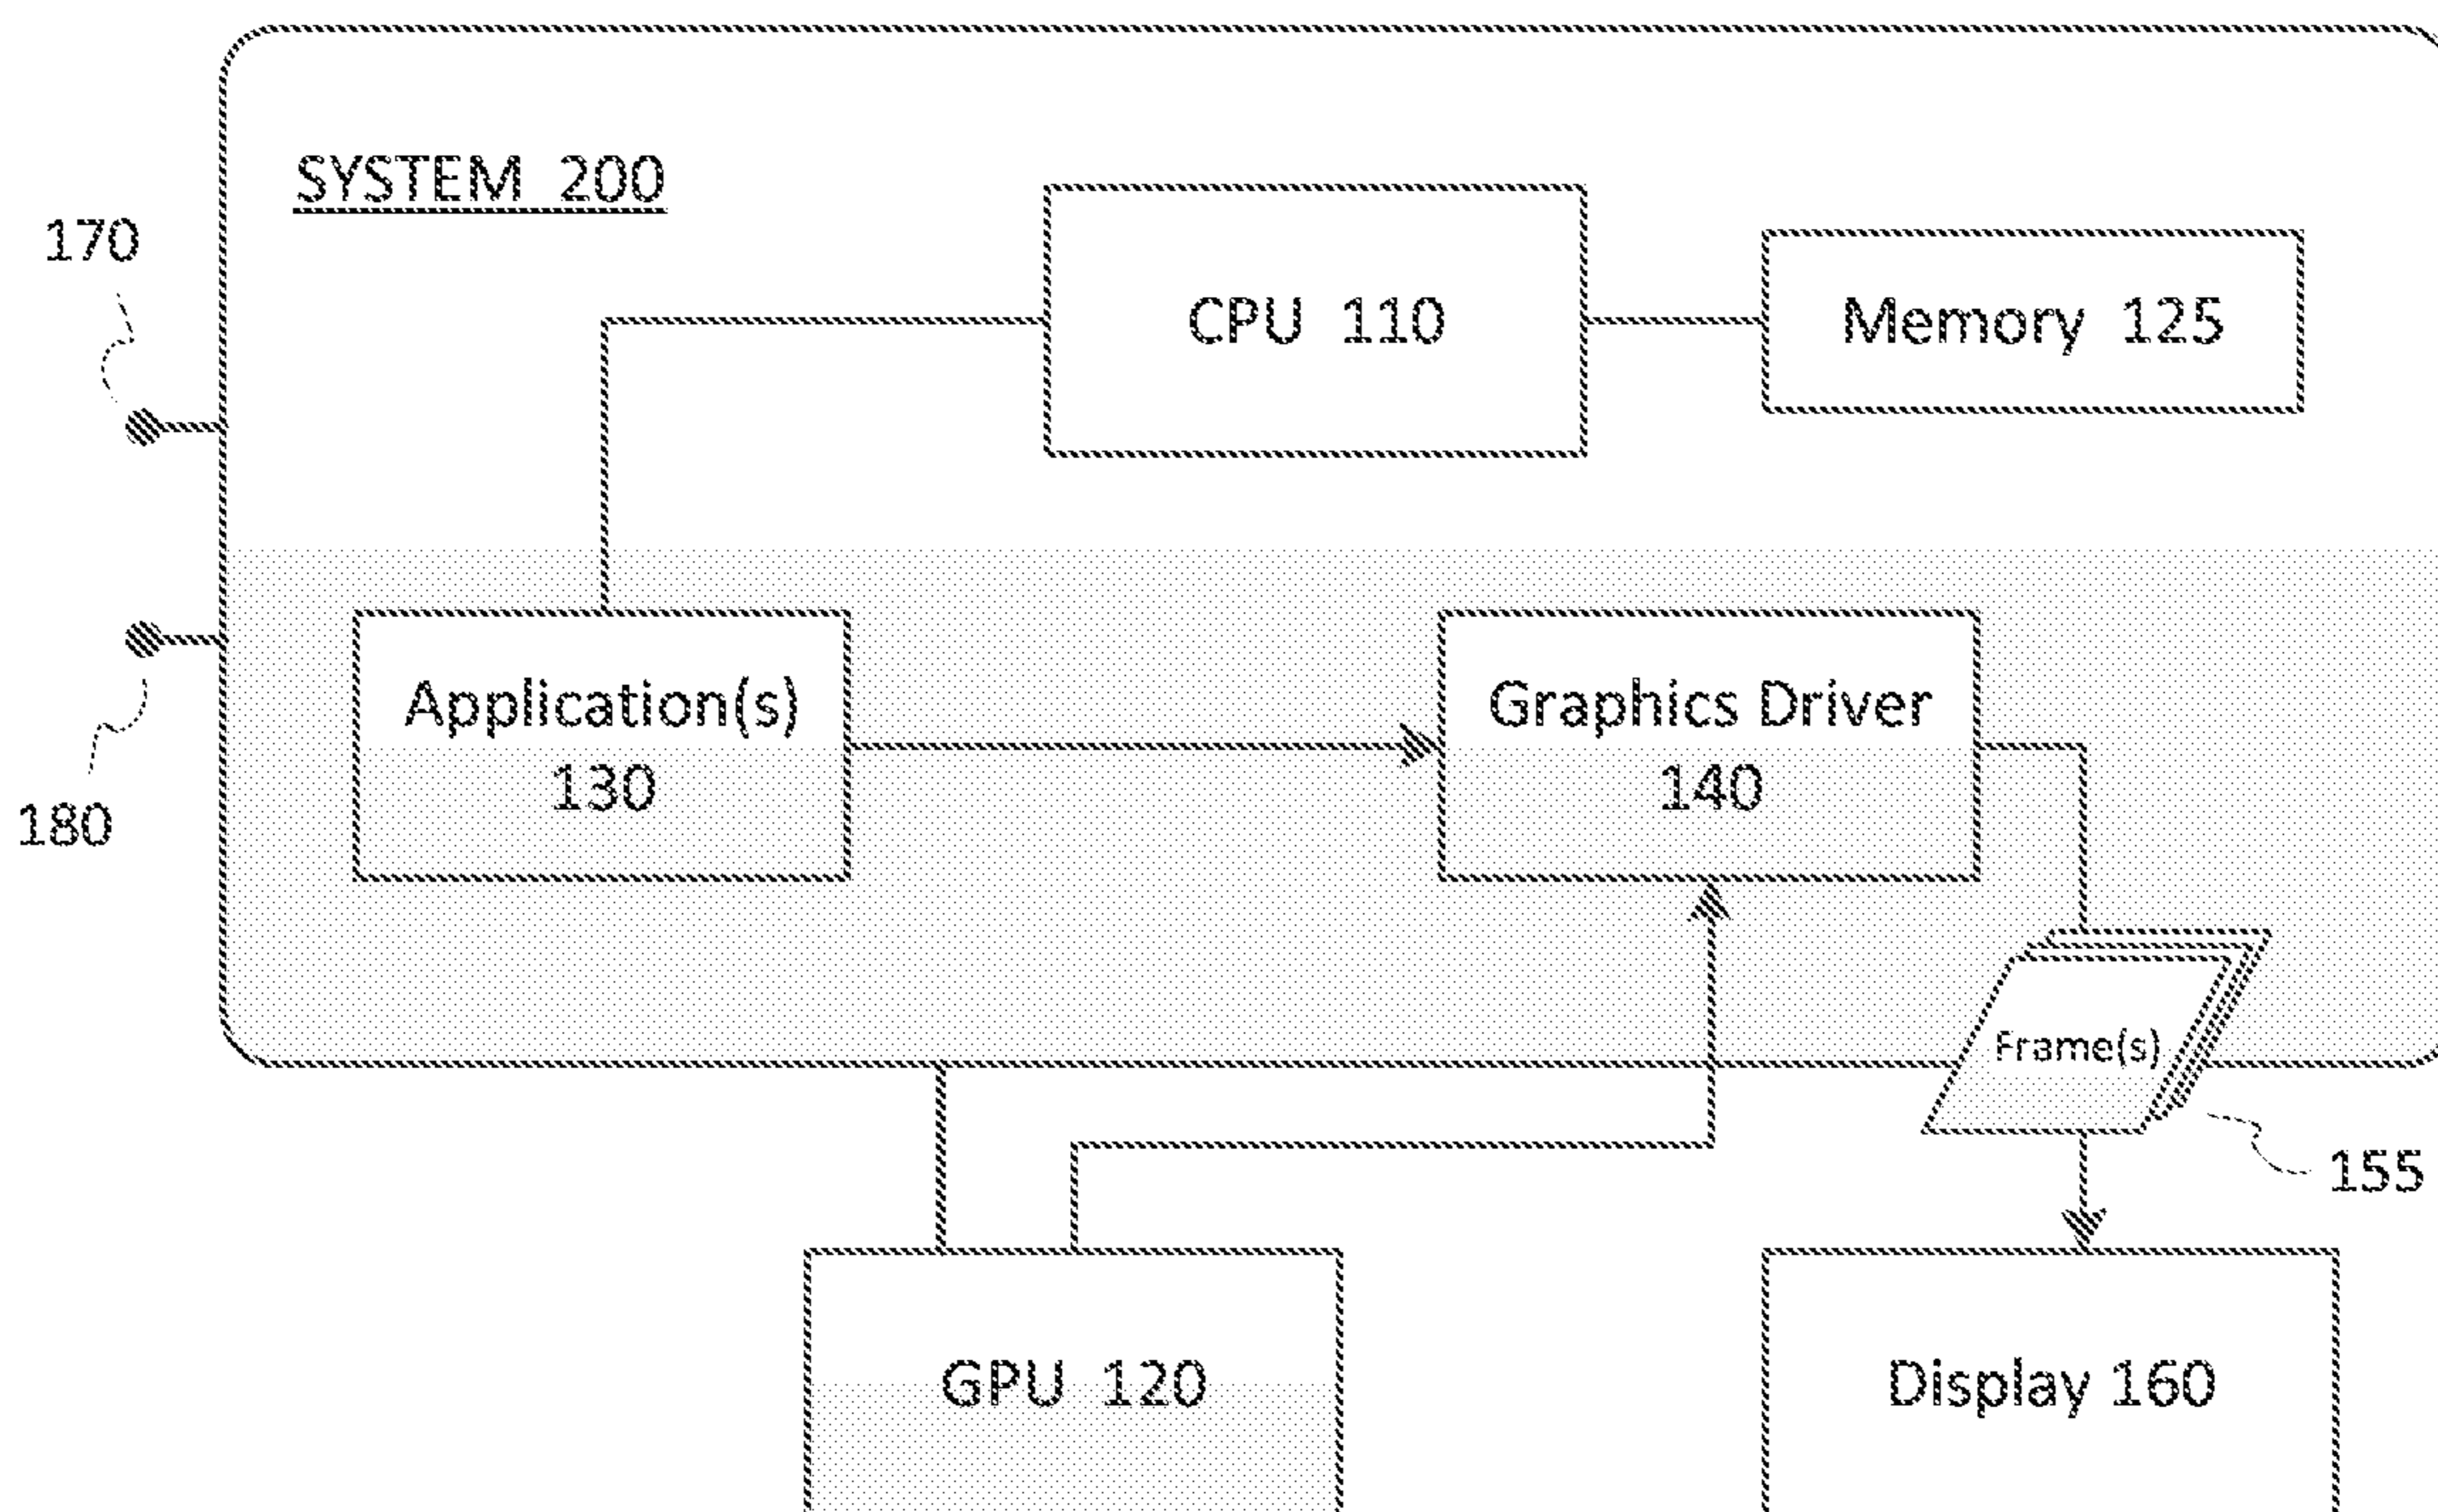 SYSTEM 200
170
CPU 110
Memory 125
Application(s)
130
Graphics Driver
140
180
Frame(s)
155
GPU 120
Display 160